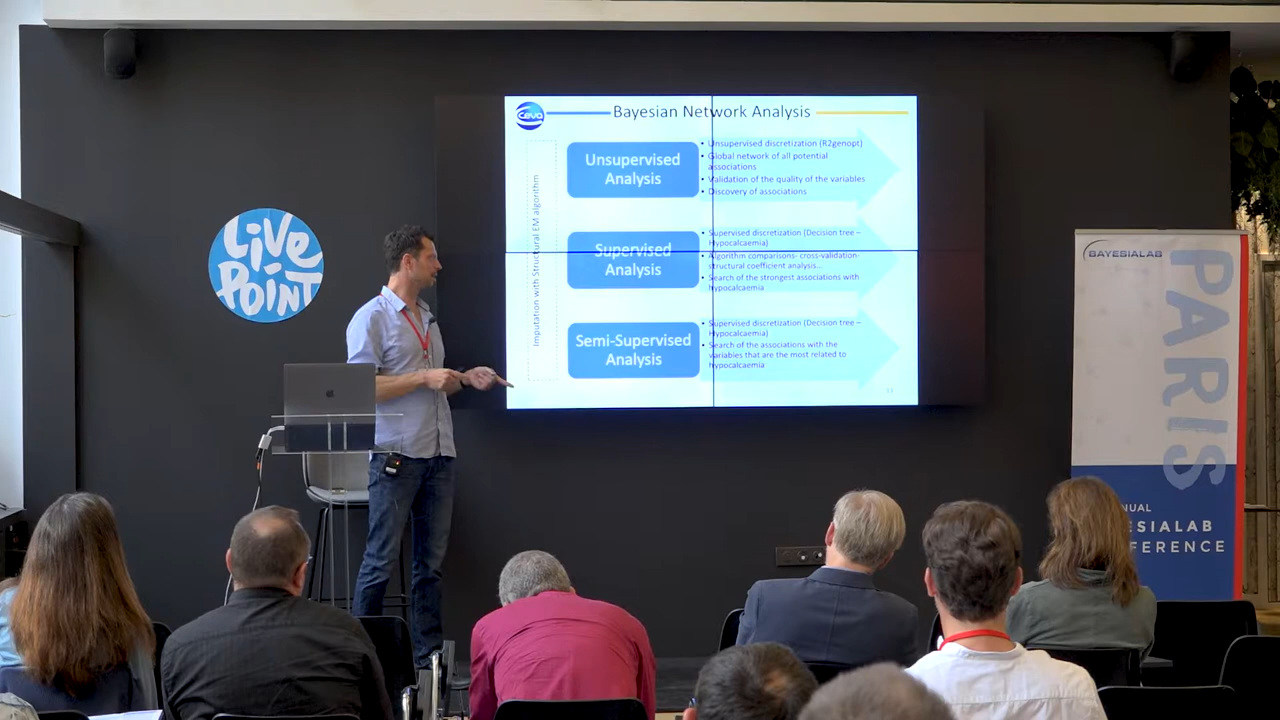 Ceva
Bayesian Network Analysis
Imputation with Structural EM algorithm
Unsupervised
Analysis
• Unsupervised discretization (R2genopt)
• Global network of all potential
associations
• Validation of the quality of the variables
• Discovery of associations
Supervised
Analysis
• Supervised discretization (Decision tree –
Hypocalcaemia)
• Algorithm comparisons- cross-validation-
structural coefficient analysis...
• Search of the strongest associations with
hypocalcaemia
Semi-Supervised
Analysis
• Supervised discretization (Decision tree –
Hypocalcaemia)
• Search of the associations with the
variables that are the most related to
hypocalcaemia
LiVE
POINT
BAYESIALAB
PARIS
NUAL
ESIALAB
FERENCE